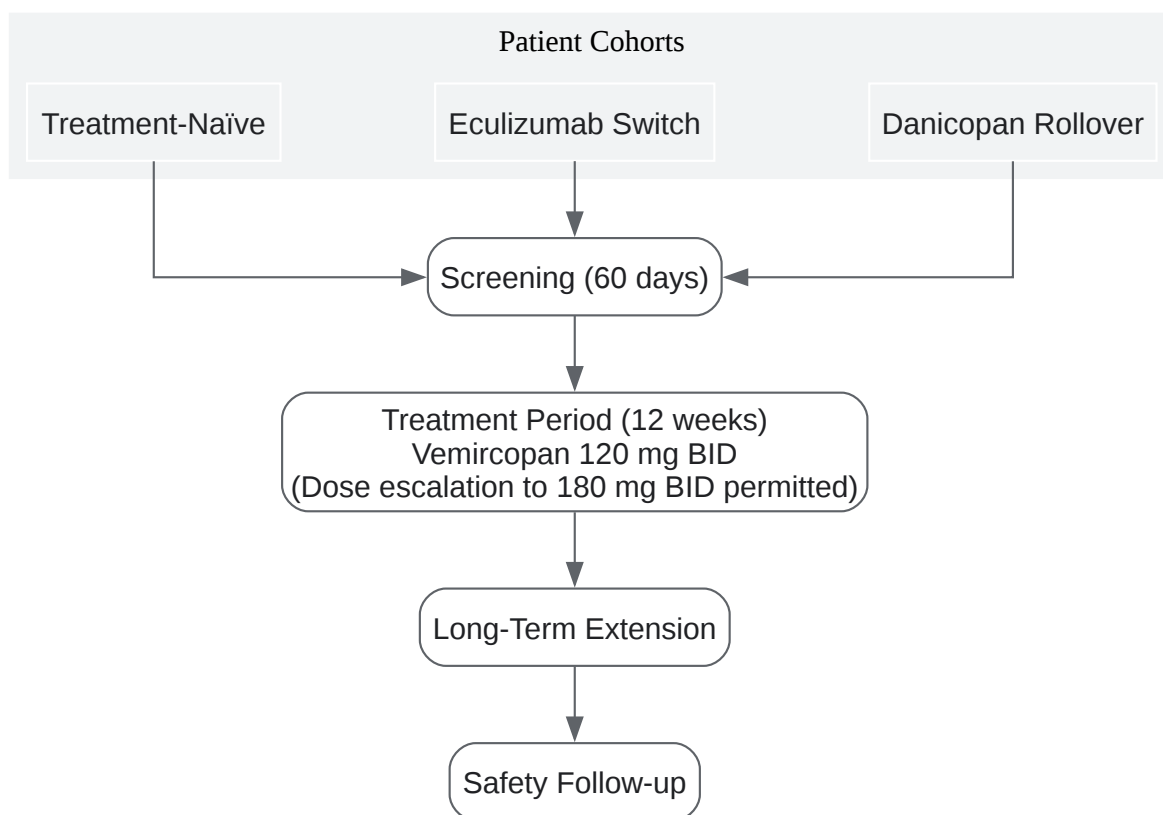 Patient Cohorts
Treatment-Naïve
Eculizumab Switch
Danicopan Rollover
Screening (60 days)
Treatment Period (12 weeks)
Vemircopan 120 mg BID
(Dose escalation to 180 mg BID permitted)
Long-Term Extension
Safety Follow-up